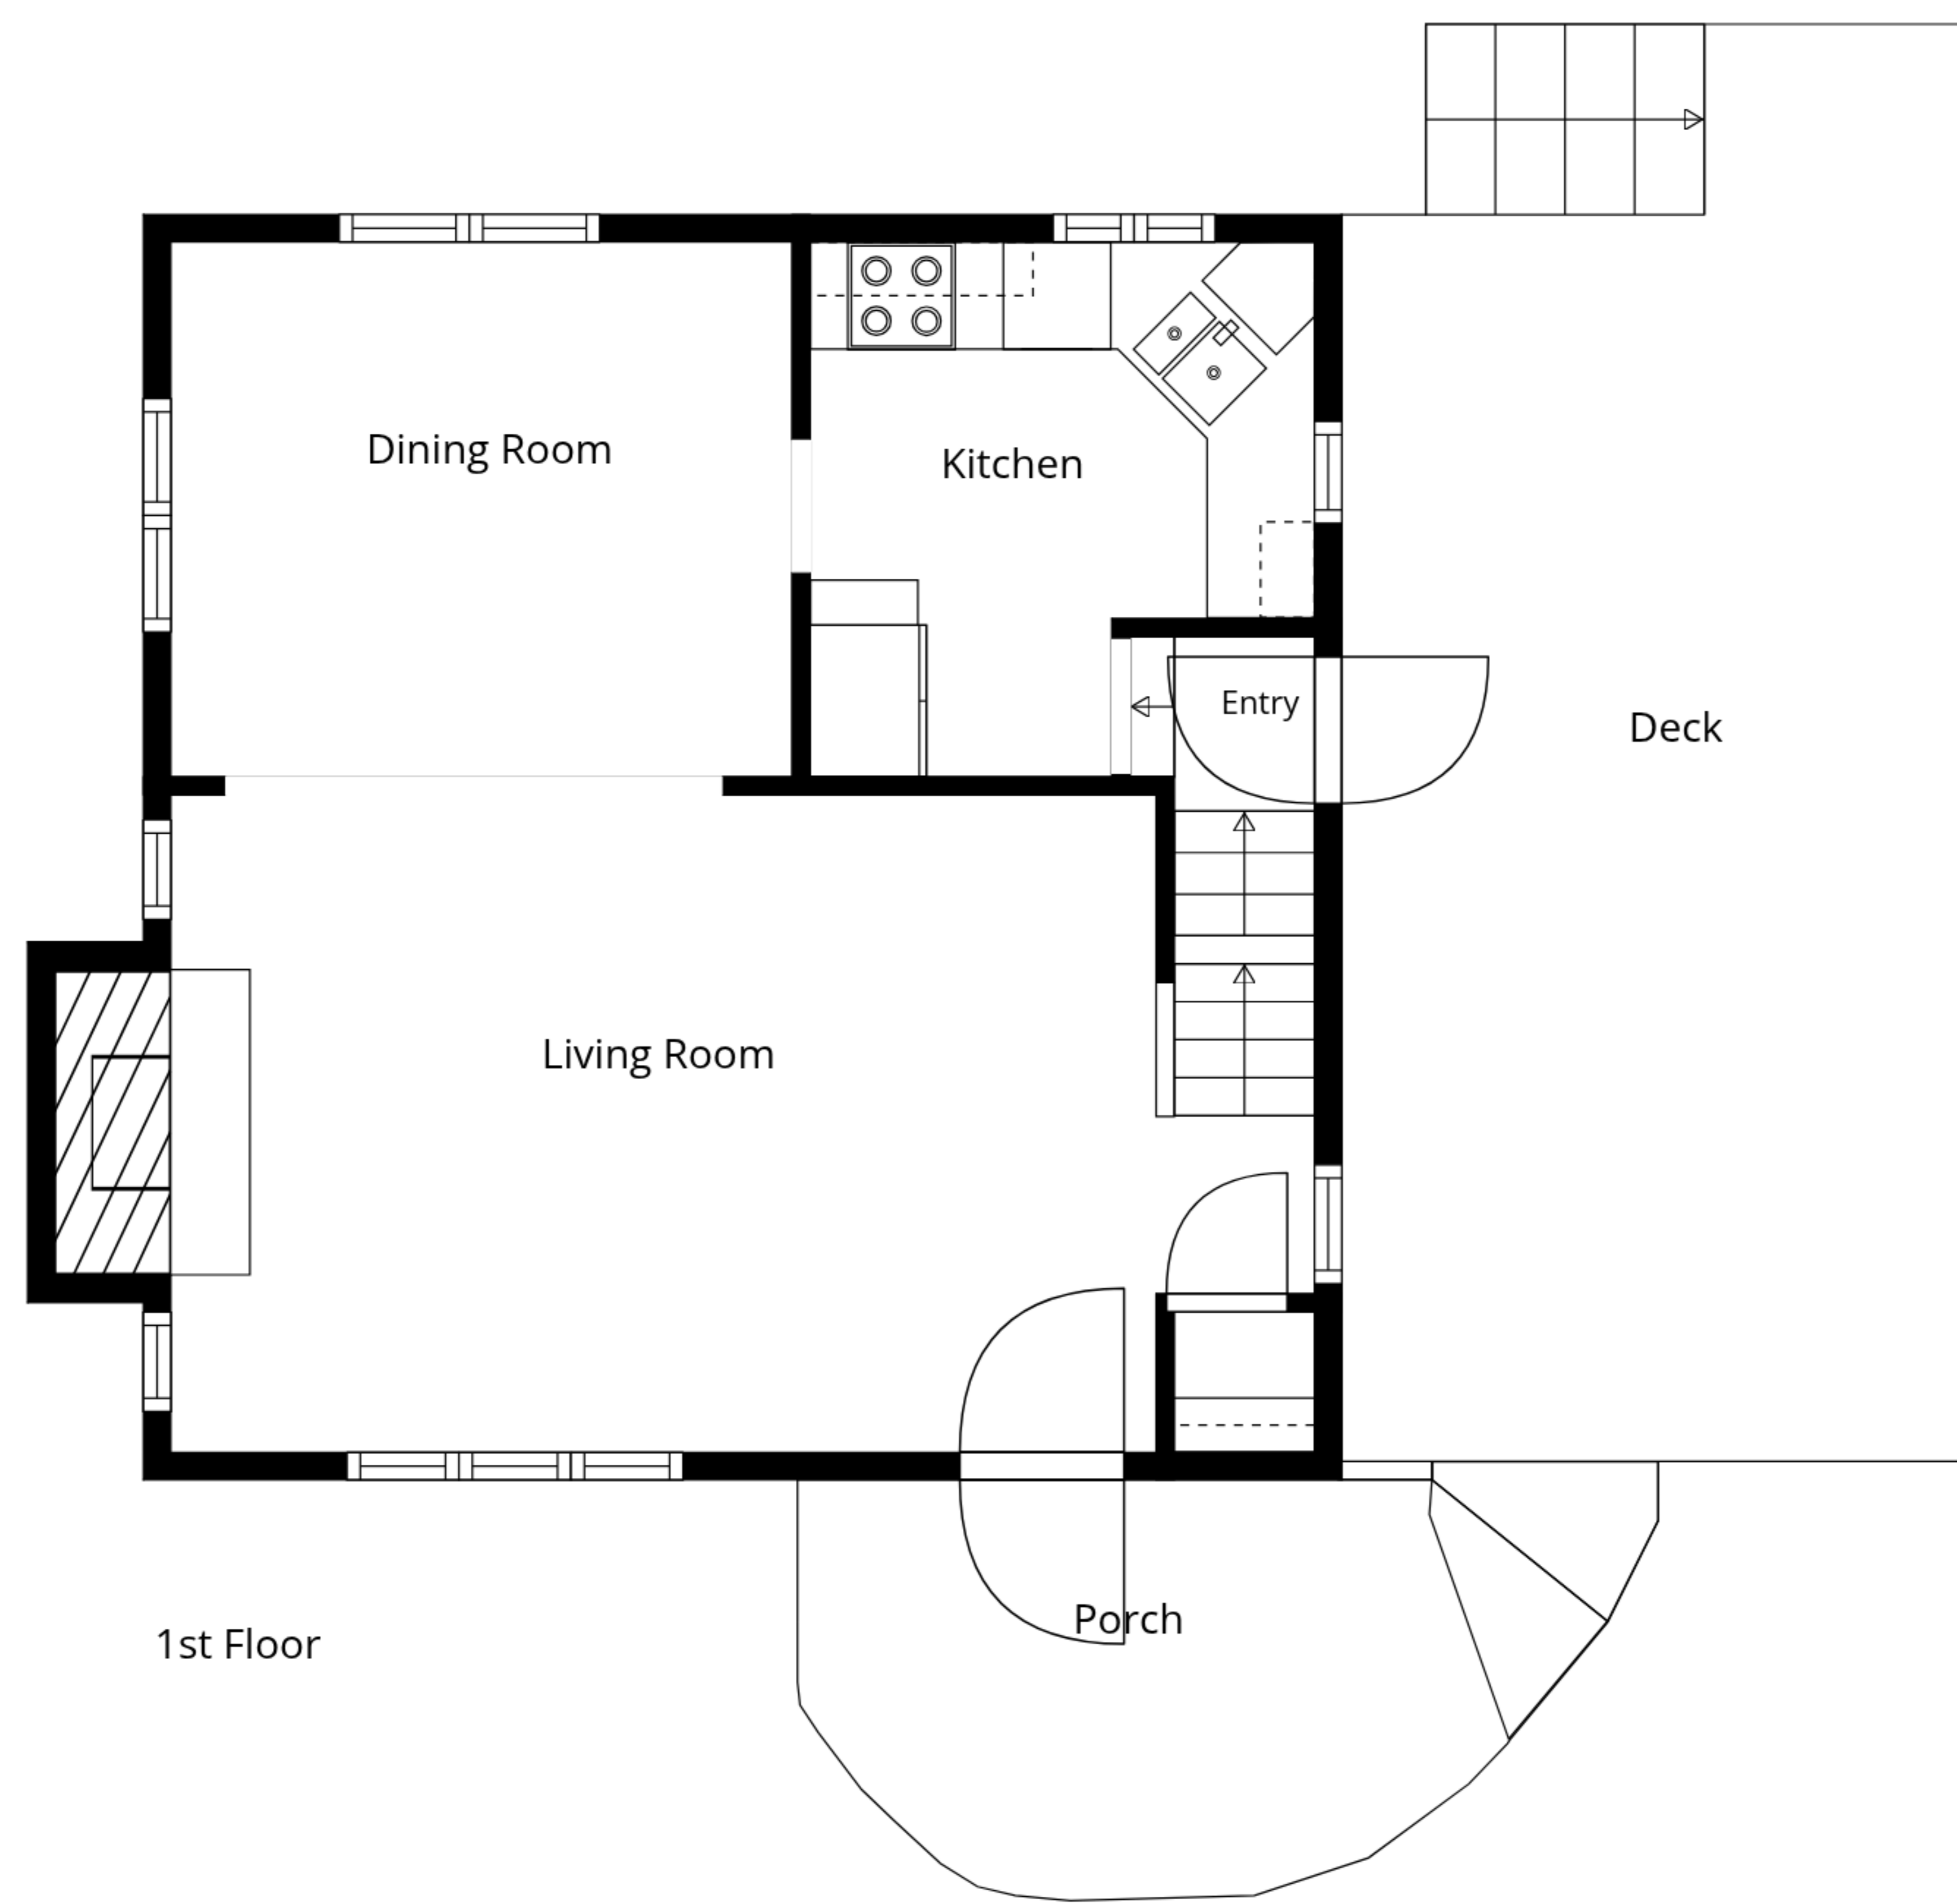 Dining Room
Kitchen
Entry
Deck
Living Room
Porch
1st Floor